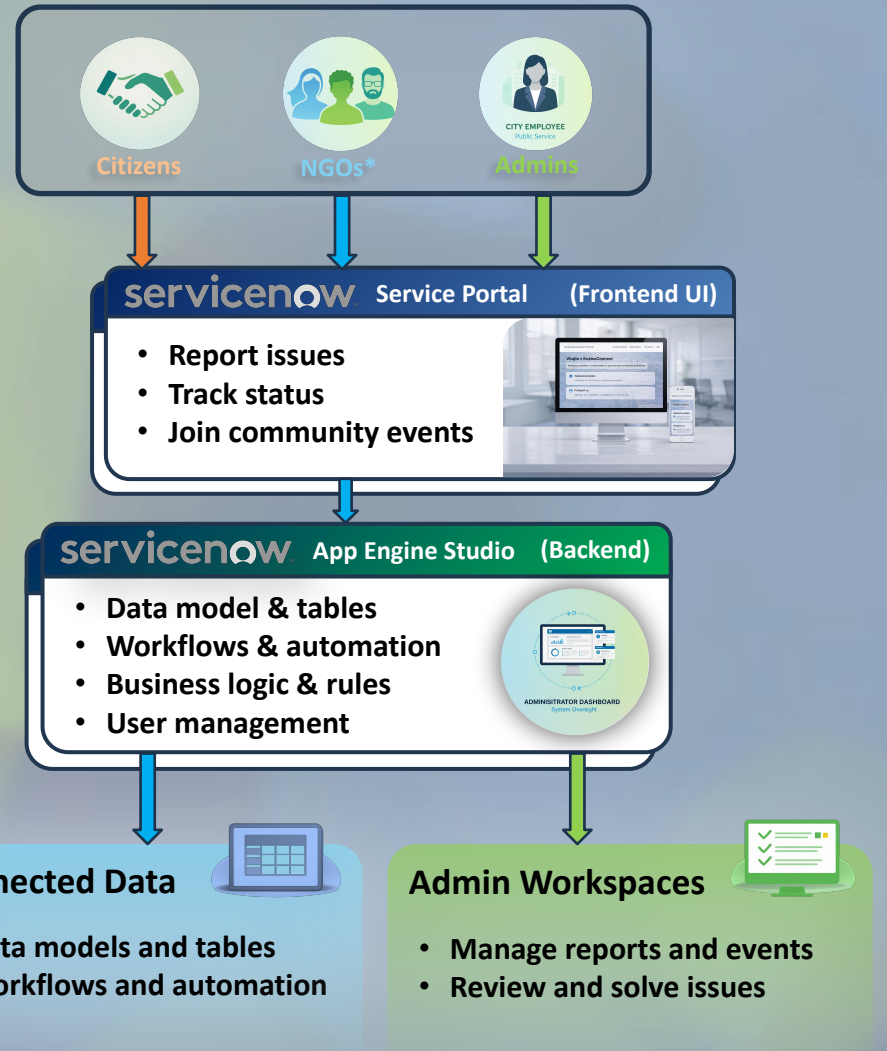 CITY EMPLOYEE
Public Service
Citizens
NGOs*
Admins
servicenow Service Portal (Frontend UI)
• Report issues
• Track status
• Join community events
servicenow App Engine Studio (Backend)
• Data model & tables
• Workflows & automation
• Business logic & rules
• User management
ADMINISITRATOR DASHBOARD
System Oversight
nected Data
ta models and tables
orkflows and automation
Admin Workspaces
• Manage reports and events
• Review and solve issues